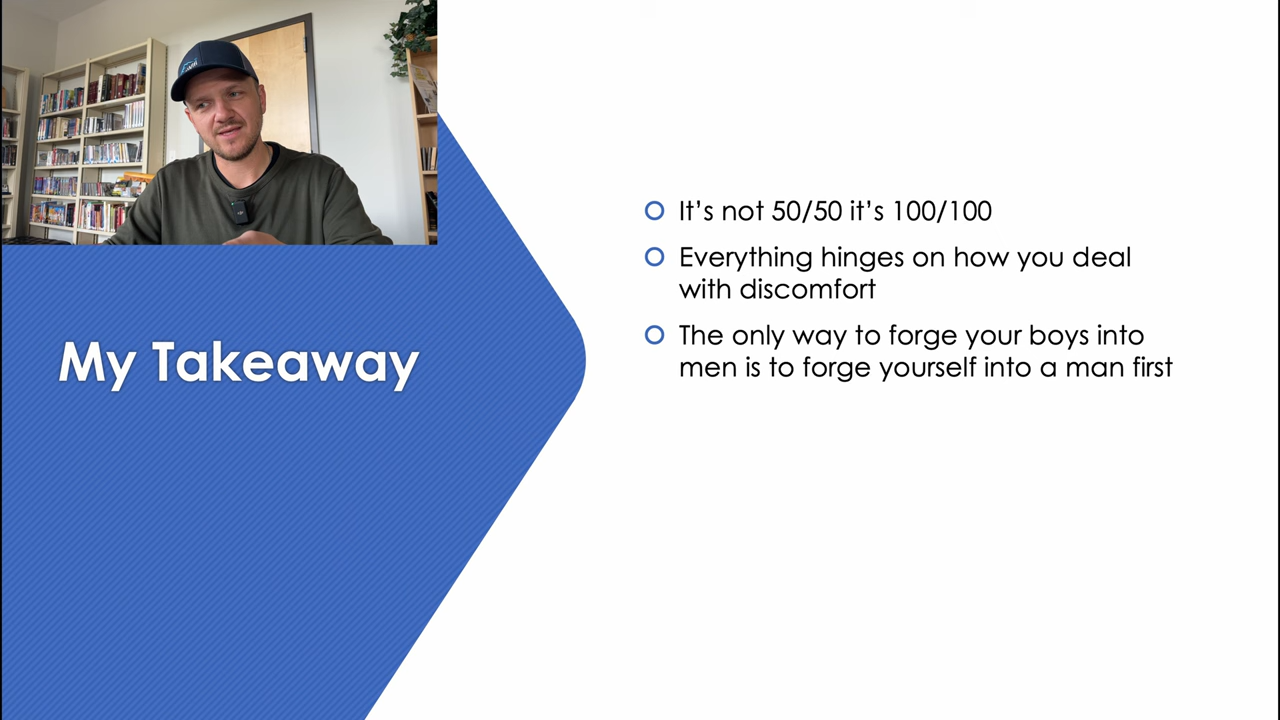 My Takeaway
It’s not 50/50 it’s 100/100
Everything hinges on how you deal
with discomfort
The only way to forge your boys into
men is to forge yourself into a man first